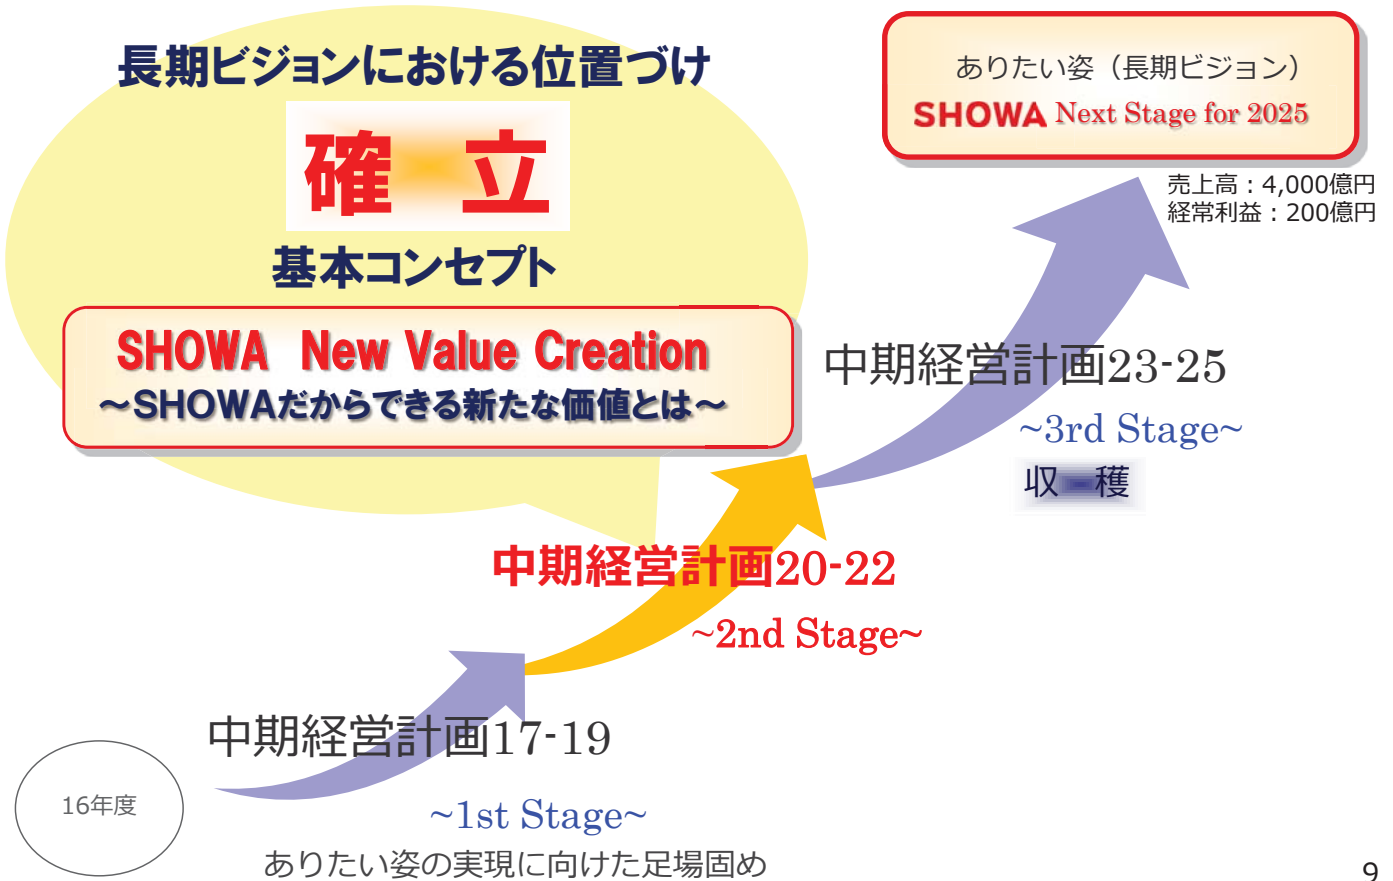 長期ビジョンにおける位置づけ
確 立
基本コンセプト
SHOWA New Value Creation
～SHOWAだからできる新たな価値とは～
ありたい姿（長期ビジョン）
SHOWA Next Stage for 2025
売上高：4,000億円
経常利益：200億円
中期経営計画23-25
~3rd Stage~
収 穫
中期経営計画20-22
~2nd Stage~
中期経営計画17-19
~1st Stage~
ありたい姿の実現に向けた足場固め
16年度
9